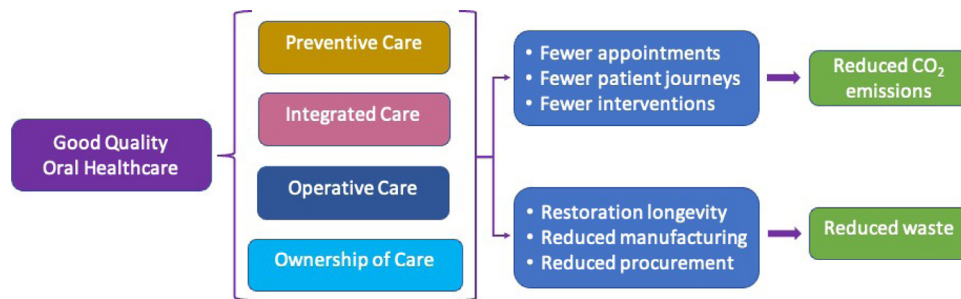 Good Quality
Oral Healthcare
Preventive Care
Integrated Care
Operative Care
Ownership of Care
• Fewer appointments
• Fewer patient journeys
• Fewer interventions
Reduced CO₂
emissions
• Restoration longevity
• Reduced manufacturing
• Reduced procurement
Reduced waste